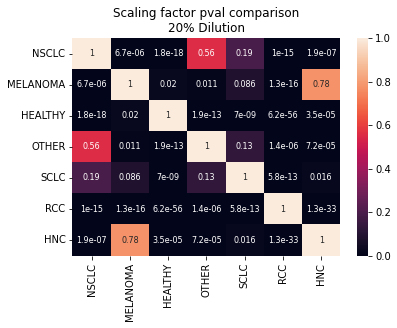 Scaling factor pval comparison
20% Dilution
NSCLC 1 6.7e-06 1.8e-18 0.56 0.19 1e-15 1.9e-07
MELANOMA 6.7e-06 1 0.02 0.011 0.086 1.3e-16 0.78
HEALTHY 1.8e-18 0.02 1 1.9e-13 7e-09 6.2e-56 3.5e-05
OTHER 0.56 0.011 1.9e-13 1 0.13 1.4e-06 7.2e-05
SCLC 0.19 0.086 7e-09 0.13 1 5.8e-13 0.016
RCC 1e-15 1.3e-16 6.2e-56 1.4e-06 5.8e-13 1 1.3e-33
HNC 1.9e-07 0.78 3.5e-05 7.2e-05 0.016 1.3e-33 1
NSCLC
MELANOMA
HEALTHY
OTHER
SCLC
RCC
HNC
1.0
0.8
0.6
0.4
0.2
0.0